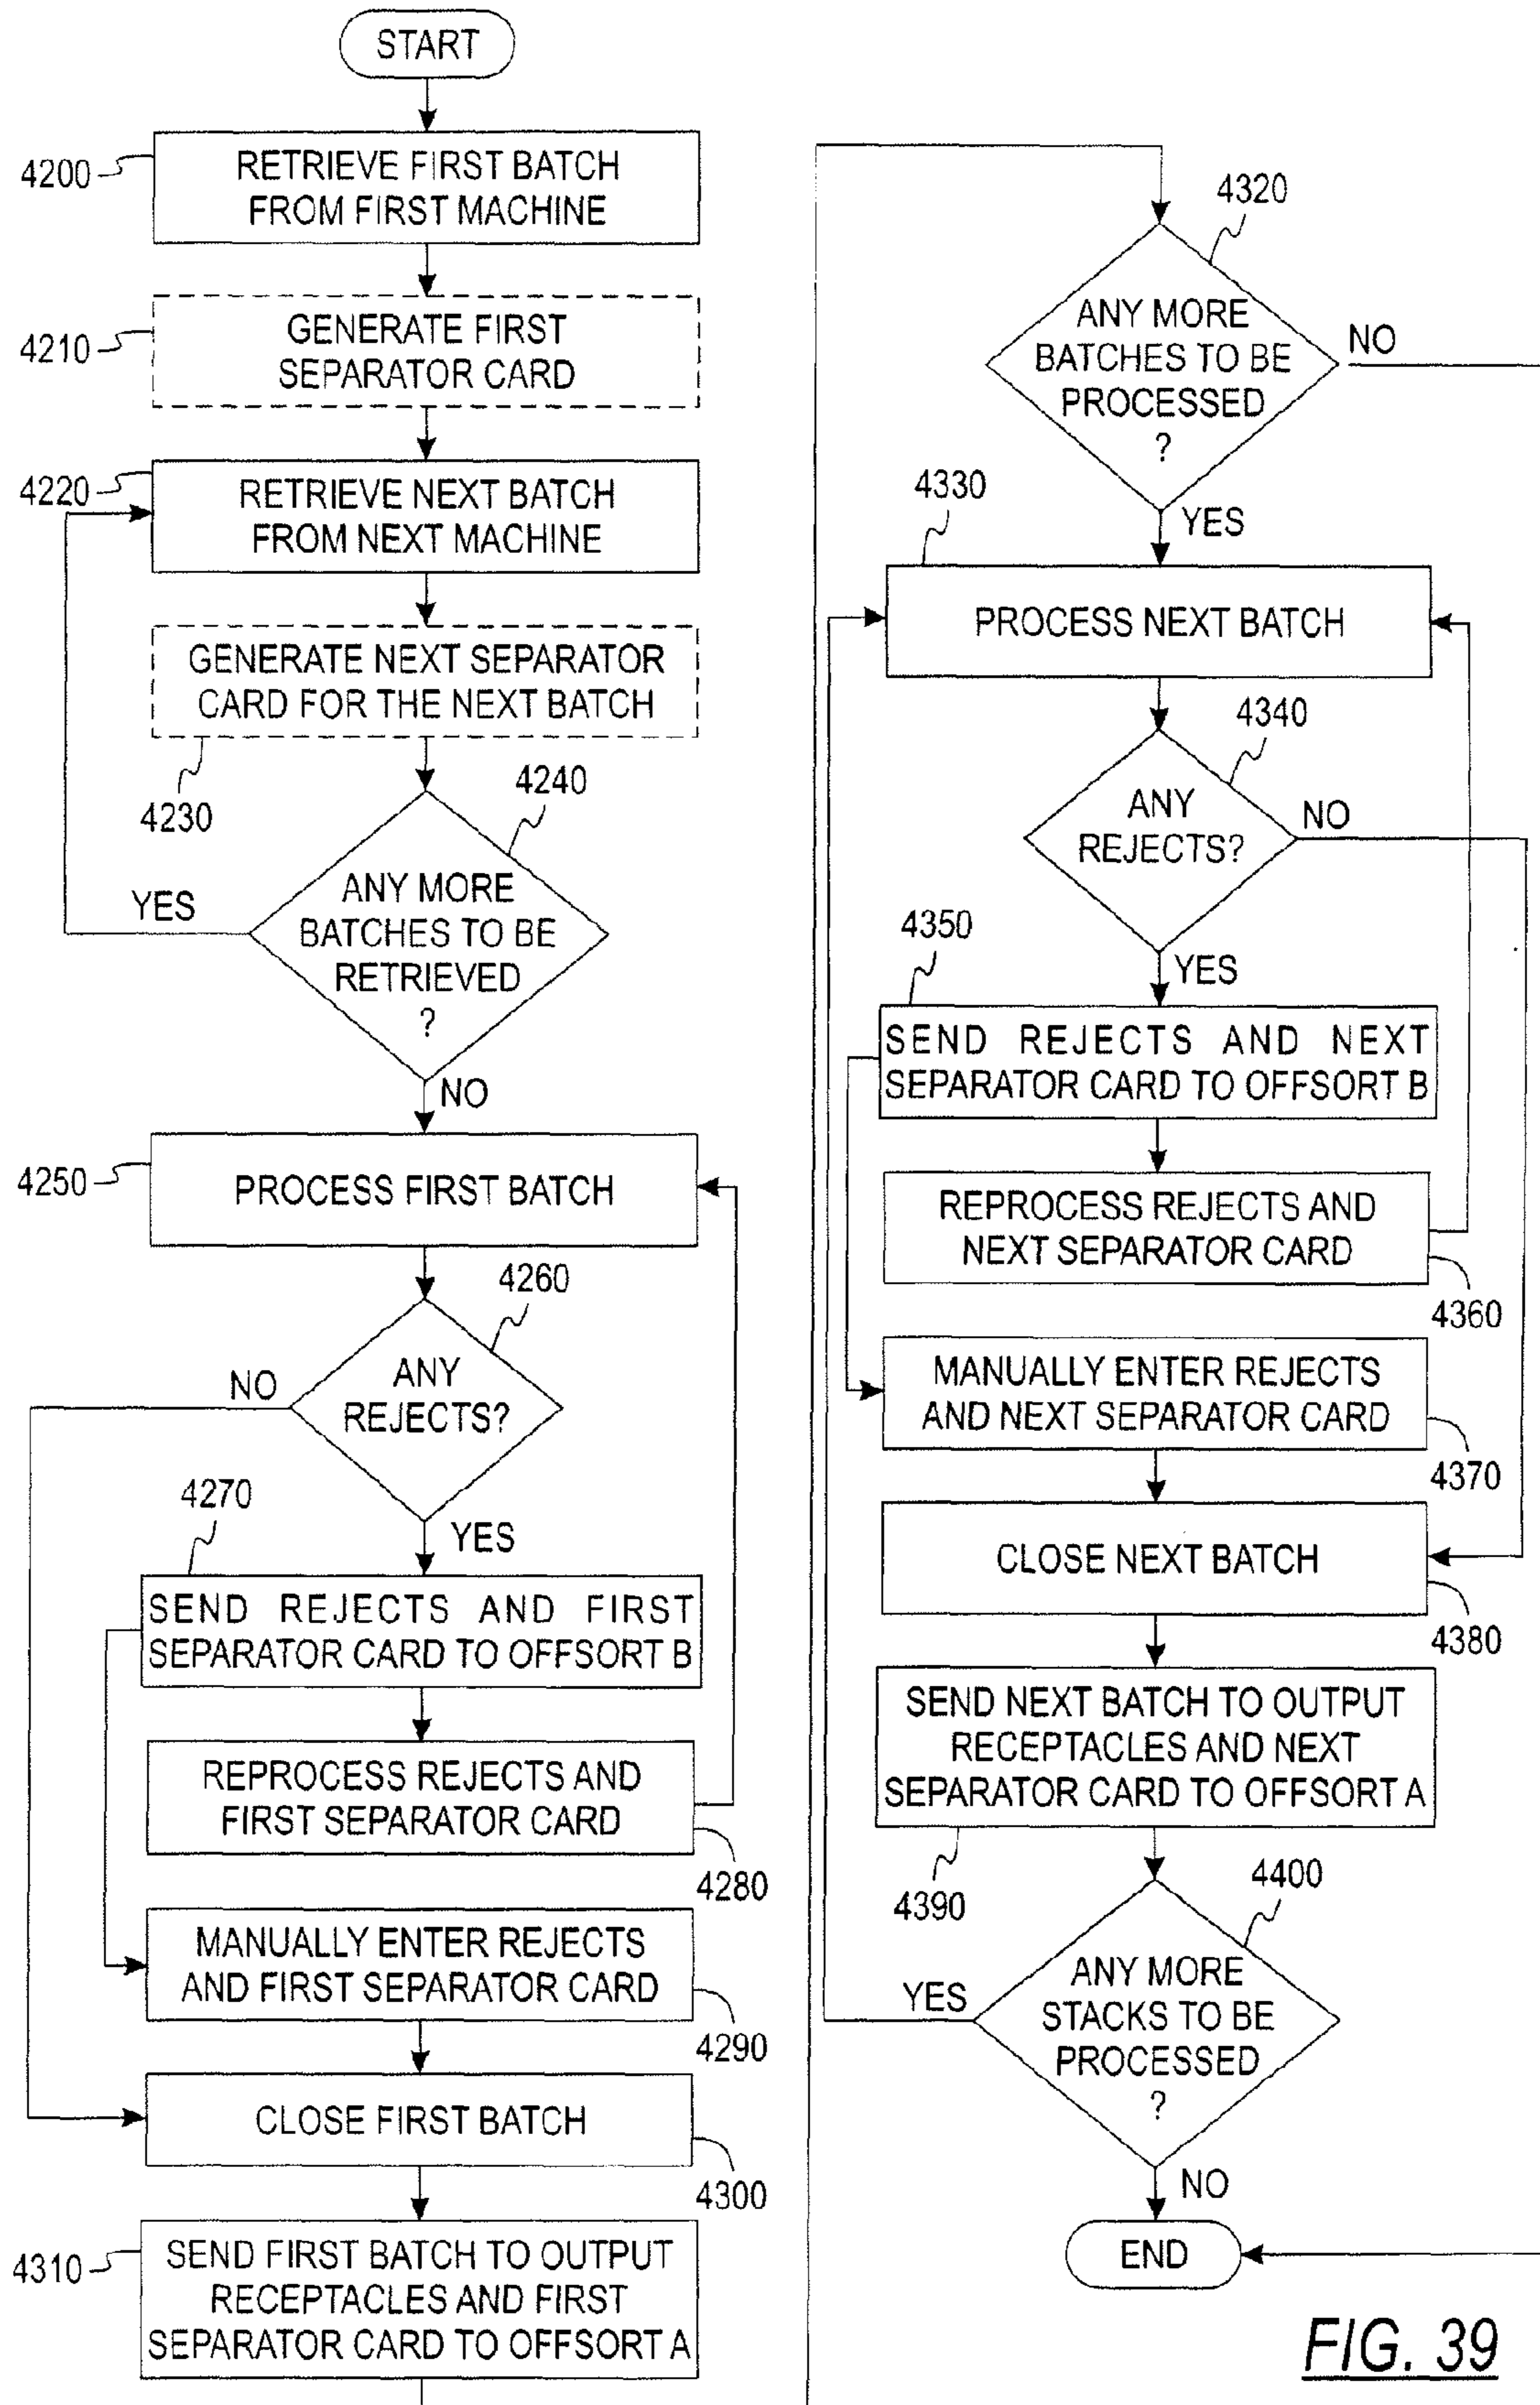 START
4200
RETRIEVE FIRST BATCH
FROM FIRST MACHINE
4210
GENERATE FIRST
SEPARATOR CARD
4220
RETRIEVE NEXT BATCH
FROM NEXT MACHINE
GENERATE NEXT SEPARATOR
CARD FOR THE NEXT BATCH
4230
4240
YES
ANY MORE
BATCHES TO BE
RETRIEVED
?
NO
4250
PROCESS FIRST BATCH
4260
NO
ANY
REJECTS?
4270
YES
SEND REJECTS AND FIRST
SEPARATOR CARD TO OFFSORT B
REPROCESS REJECTS AND
FIRST SEPARATOR CARD
4280
MANUALLY ENTER REJECTS
AND FIRST SEPARATOR CARD
4290
CLOSE FIRST BATCH
4300
4310
SEND FIRST BATCH TO OUTPUT
RECEPTACLES AND FIRST
SEPARATOR CARD TO OFFSORT A
4320
ANY MORE
BATCHES TO BE
PROCESSED
?
NO
YES
4330
PROCESS NEXT BATCH
4340
ANY
REJECTS?
NO
4350
YES
SEND REJECTS AND NEXT
SEPARATOR CARD TO OFFSORT B
REPROCESS REJECTS AND
NEXT SEPARATOR CARD
4360
MANUALLY ENTER REJECTS
AND NEXT SEPARATOR CARD
4370
CLOSE NEXT BATCH
4380
SEND NEXT BATCH TO OUTPUT
RECEPTACLES AND NEXT
SEPARATOR CARD TO OFFSORT A
4390
4400
YES
ANY MORE
STACKS TO BE
PROCESSED
?
NO
END
FIG. 39